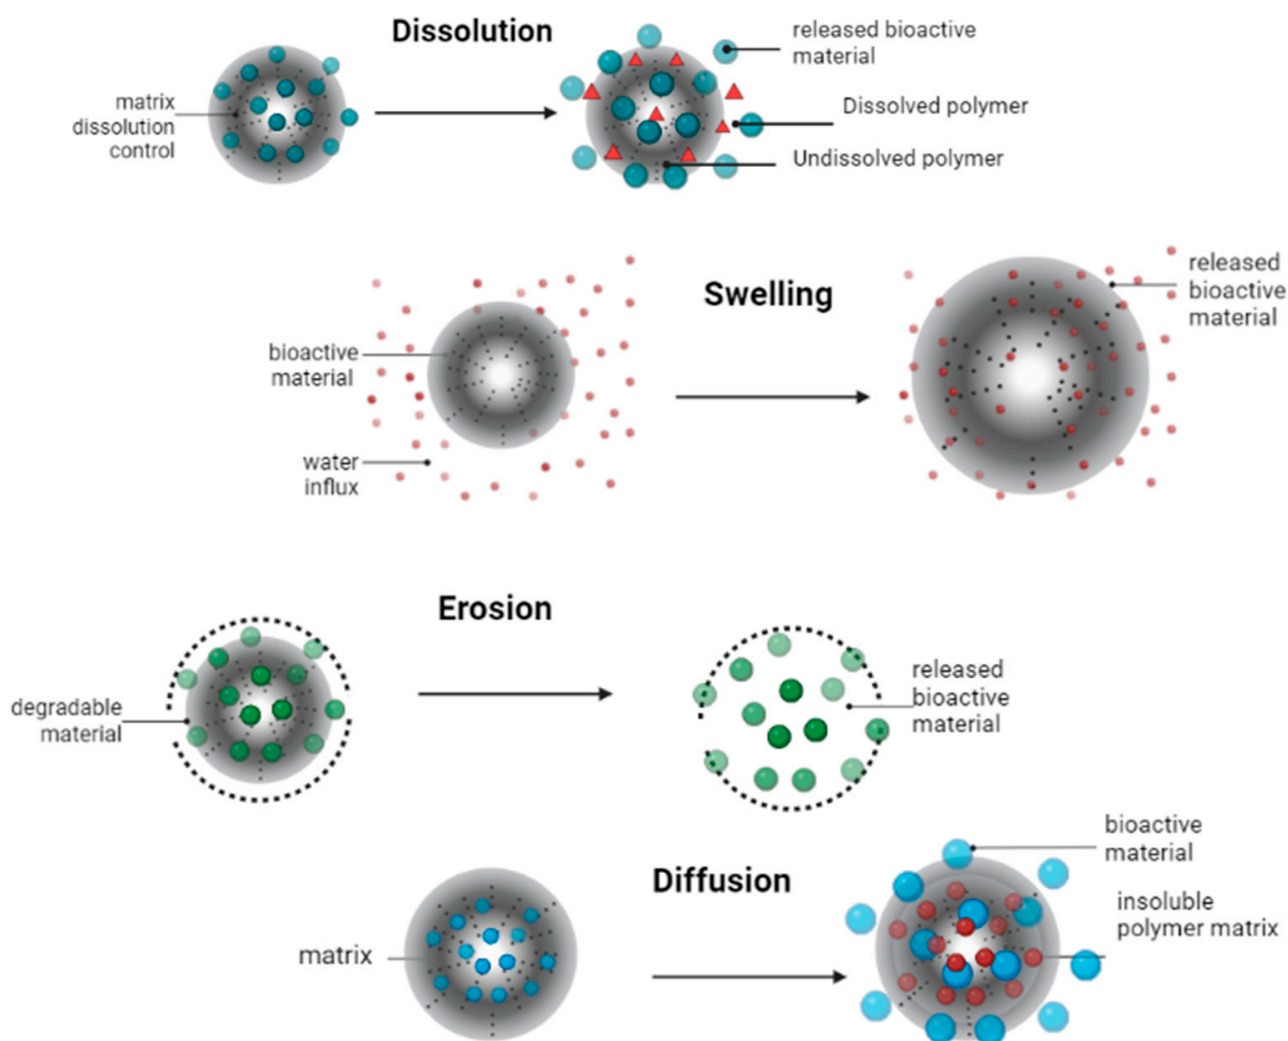 Dissolution
matrix
dissolution
control
released bioactive
material
Dissolved polymer
Undissolved polymer
Swelling
bioactive
material
water
influx
released
bioactive
material
Erosion
degradable
material
released
bioactive
material
Diffusion
matrix
bioactive
material
insoluble
polymer matrix